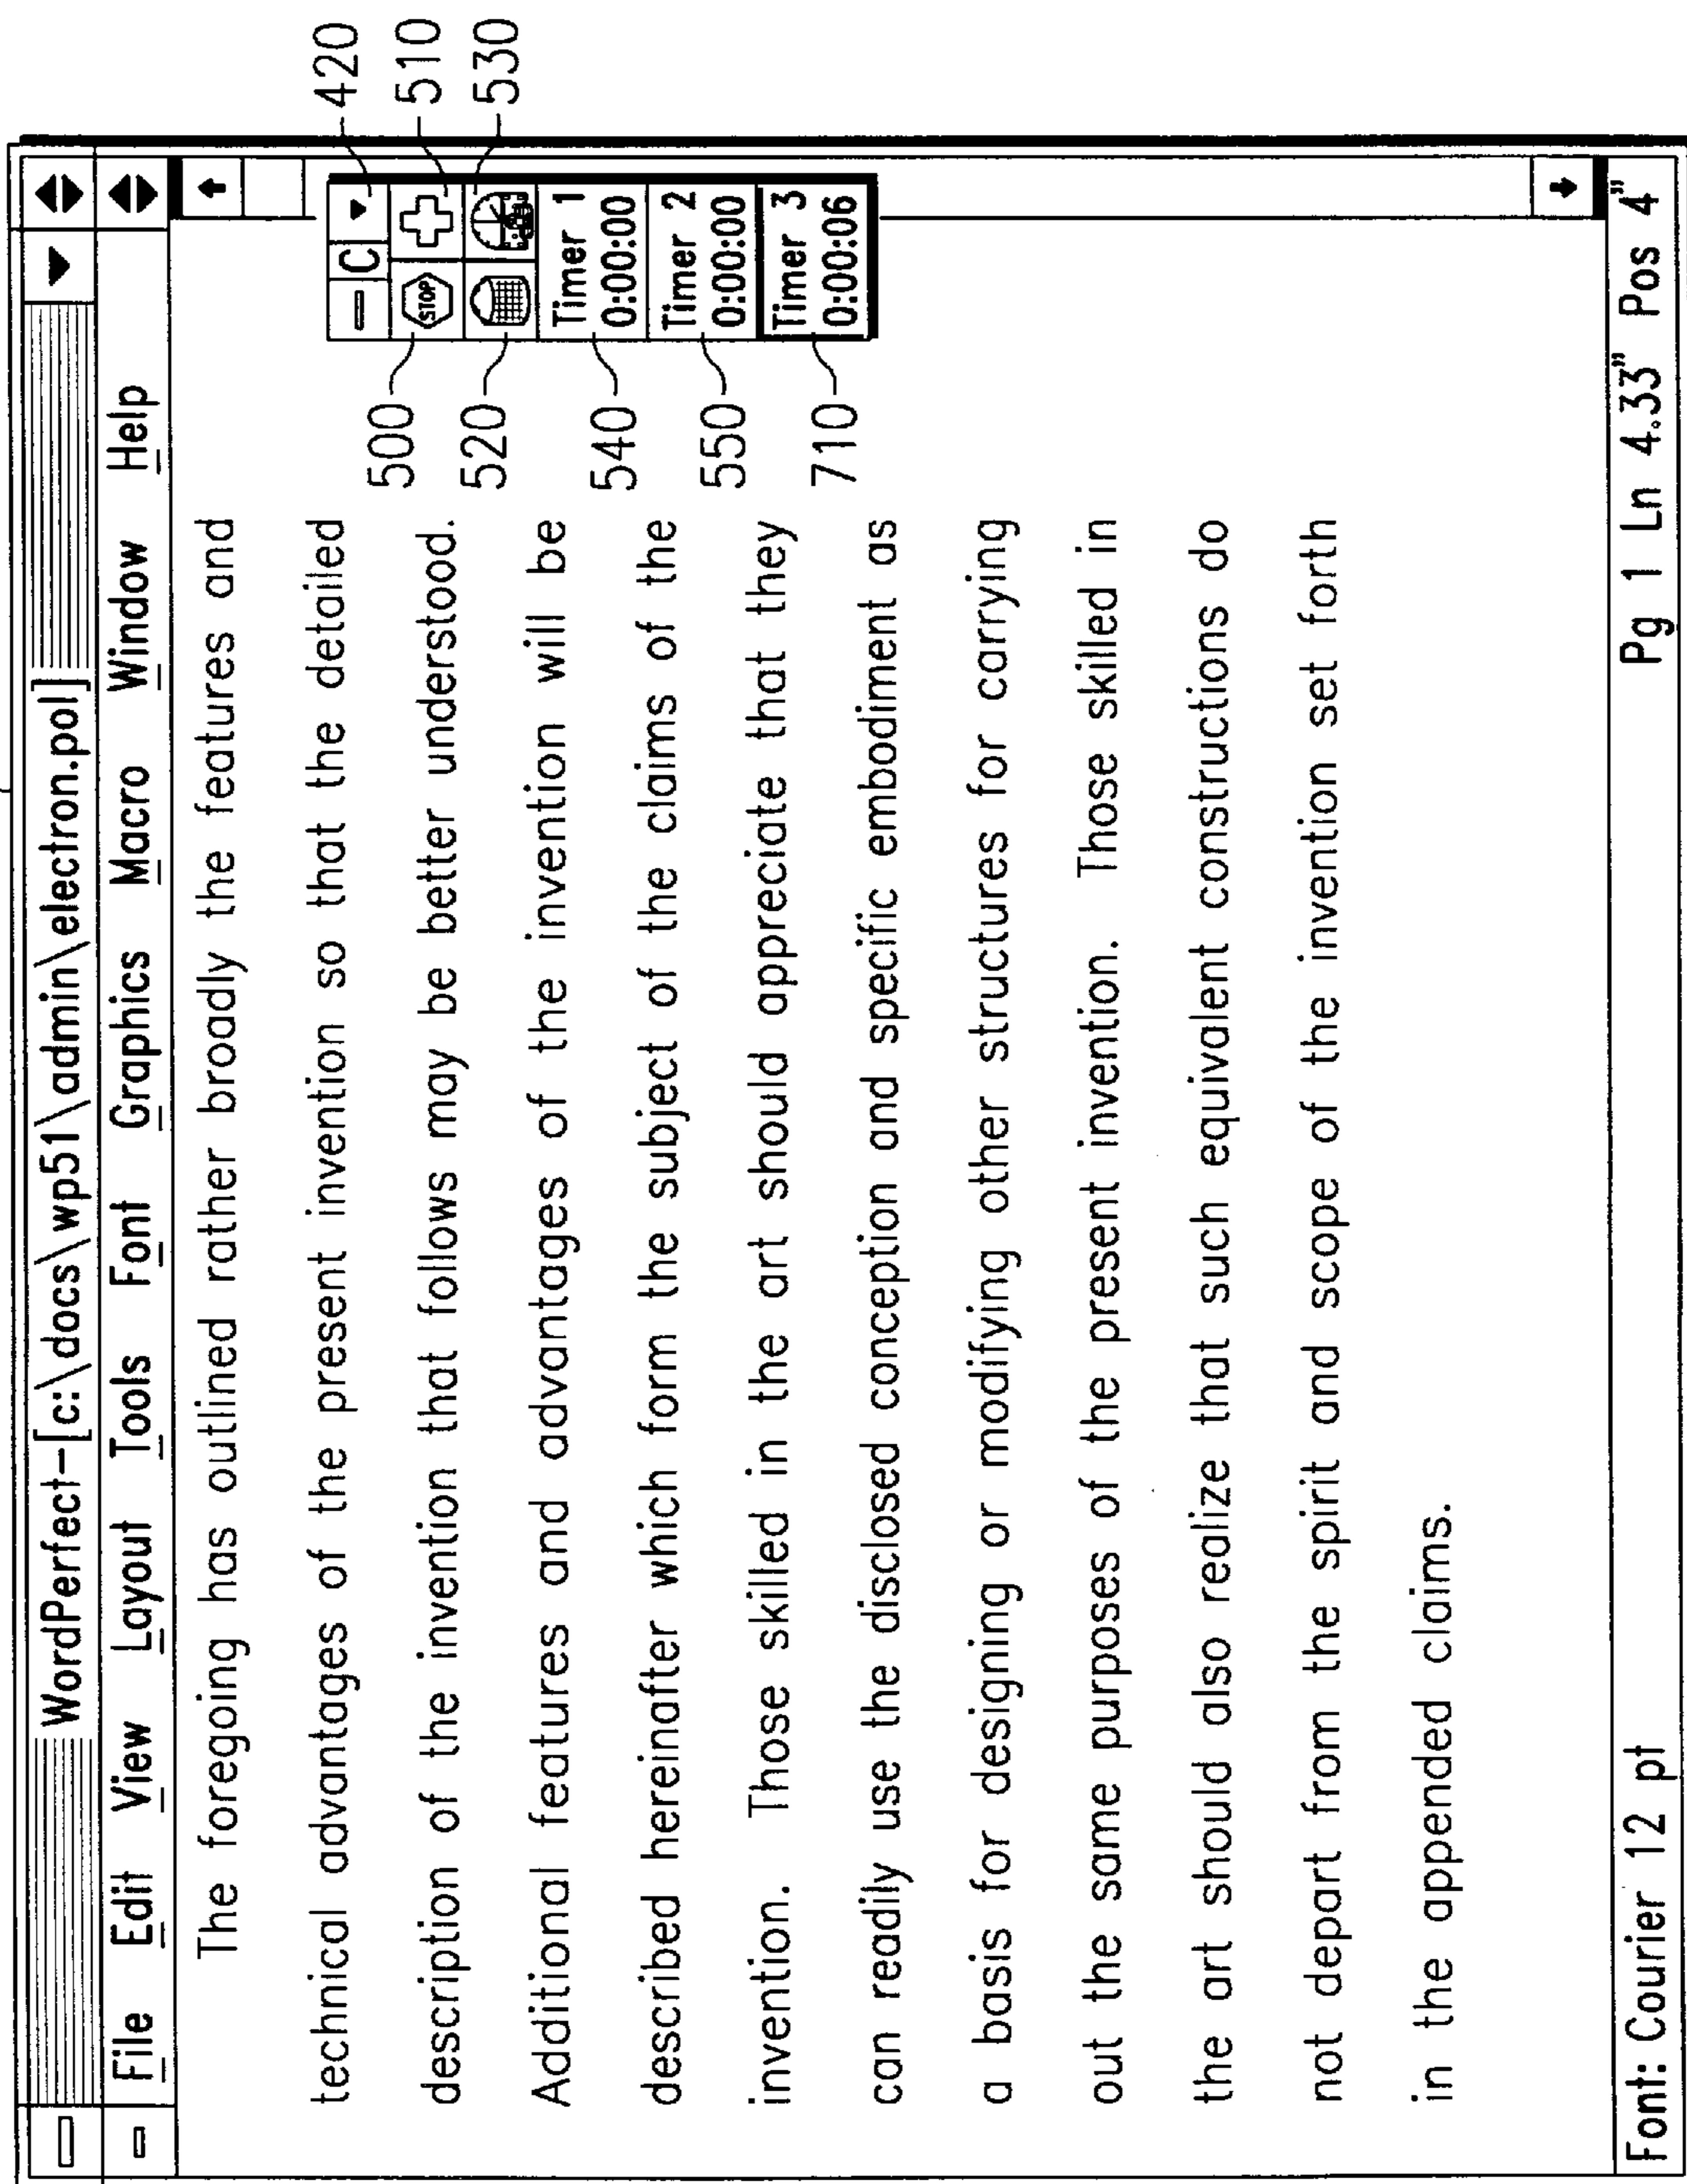 WordPerfect-[c:\docs\wp51\admin\electron.pol]
File Edit View Layout Tools Font Graphics Macro Window Help
The foregoing has outlined rather broadly the features and
technical advantages of the present invention so that the detailed
description of the invention that follows may be better understood.
Additional features and advantages of the invention will be
described hereinafter which form the subject of the claims of the
invention. Those skilled in the art should appreciate that they
can readily use the disclosed conception and specific embodiment as
a basis for designing or modifying other structures for carrying
out the same purposes of the present invention. Those skilled in
the art should also realize that such equivalent constructions do
not depart from the spirit and scope of the invention set forth
in the appended claims.
C
420
500
STOP
510
520
530
540
Timer 1
0:00:00
550
Timer 2
0:00:00
710
Timer 3
0:00:06
Font: Courier 12 pt Pg 1 Ln 4.33" Pos 4"